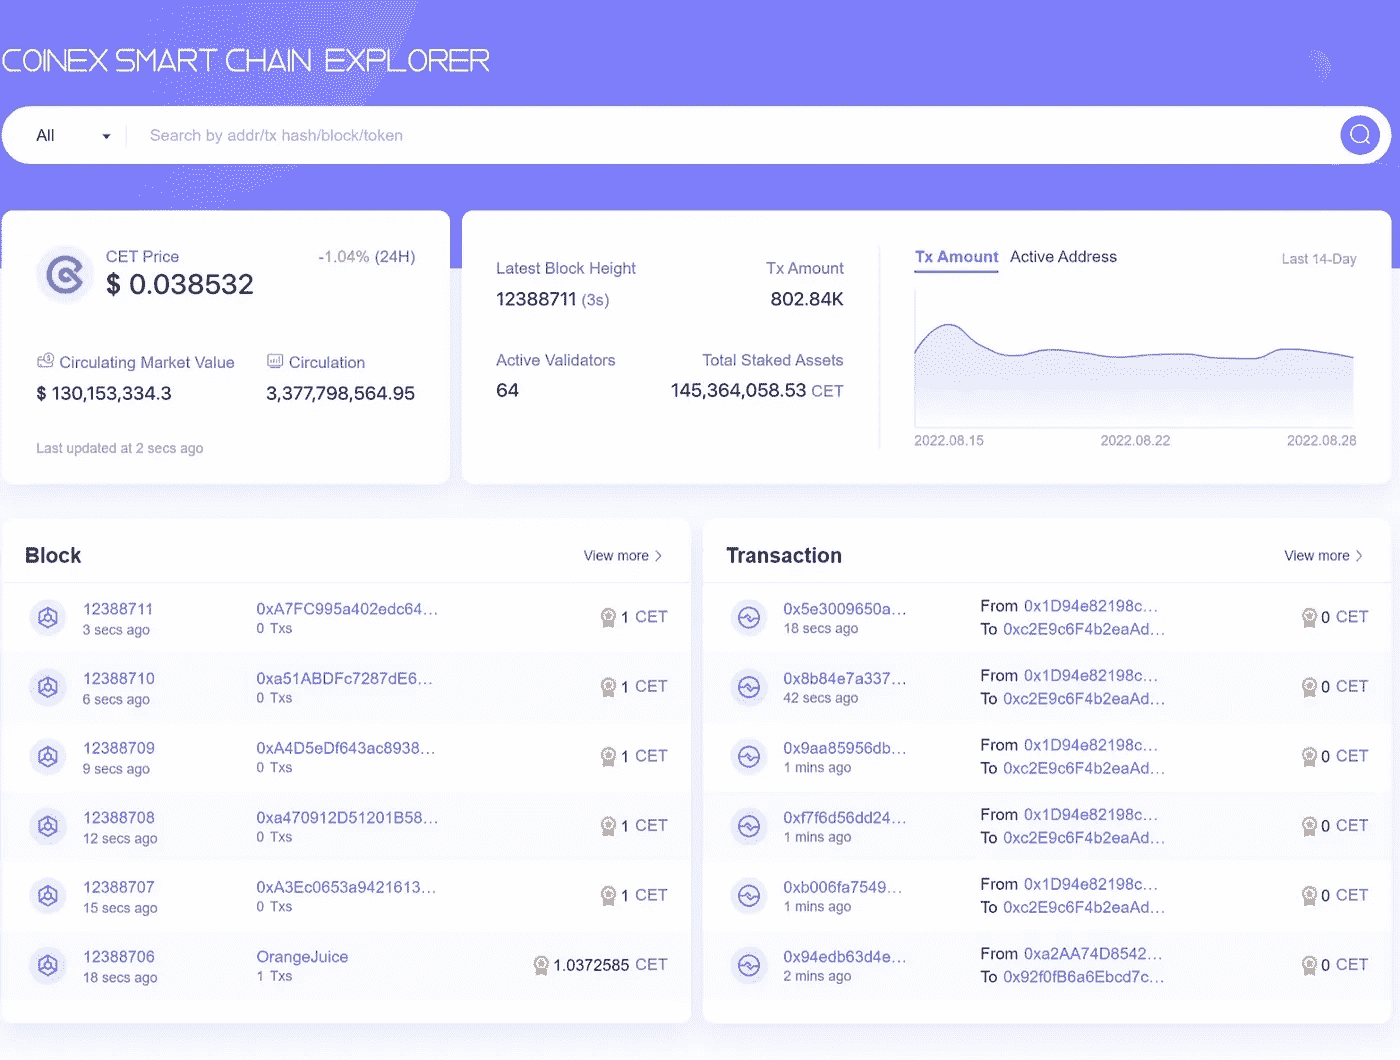 COINEX SMART CHAIN EXPLORER
All
Search by addr/tx hash/block/token
CET Price
-1.04% (24H)
$ 0.038532
Circulating Market Value
Circulation
$ 130,153,334.3
3,377,798,564.95
Last updated at 2 secs ago
Latest Block Height
Tx Amount
12388711 (3s)
802.84K
Active Validators
Total Staked Assets
64
145,364,058.53 CET
Tx Amount Active Address
Last 14-Day
2022.08.15
2022.08.22
2022.08.28
Block
View more
12388711
3 secs ago
0xA7FC995a402edc64...
0 Txs
1 CET
12388710
6 secs ago
0xa51ABDFc7287dE6...
0 Txs
1 CET
12388709
9 secs ago
0xA4D5eDf643ac8938...
0 Txs
1 CET
12388708
12 secs ago
0xa470912D51201B58...
0 Txs
1 CET
12388707
15 secs ago
0xA3Ec0653a9421613...
0 Txs
1 CET
12388706
18 secs ago
OrangeJuice
1 Txs
1.0372585 CET
Transaction
View more
0x5e3009650a...
18 secs ago
From 0x1D94e82198c...
To 0xc2E9c6F4b2eaAd...
0 CET
0x8b84e7a337...
42 secs ago
From 0x1D94e82198c...
To 0xc2E9c6F4b2eaAd...
0 CET
0x9aa85956db...
1 mins ago
From 0x1D94e82198c...
To 0xc2E9c6F4b2eaAd...
0 CET
0xf7f6d56dd24...
1 mins ago
From 0x1D94e82198c...
To 0xc2E9c6F4b2eaAd...
0 CET
0xb006fa7549...
1 mins ago
From 0x1D94e82198c...
To 0xc2E9c6F4b2eaAd...
0 CET
0x94edb63d4e...
2 mins ago
From 0xa2AA74D8542...
To 0x92f0fB6a6Ebcd7c...
0 CET